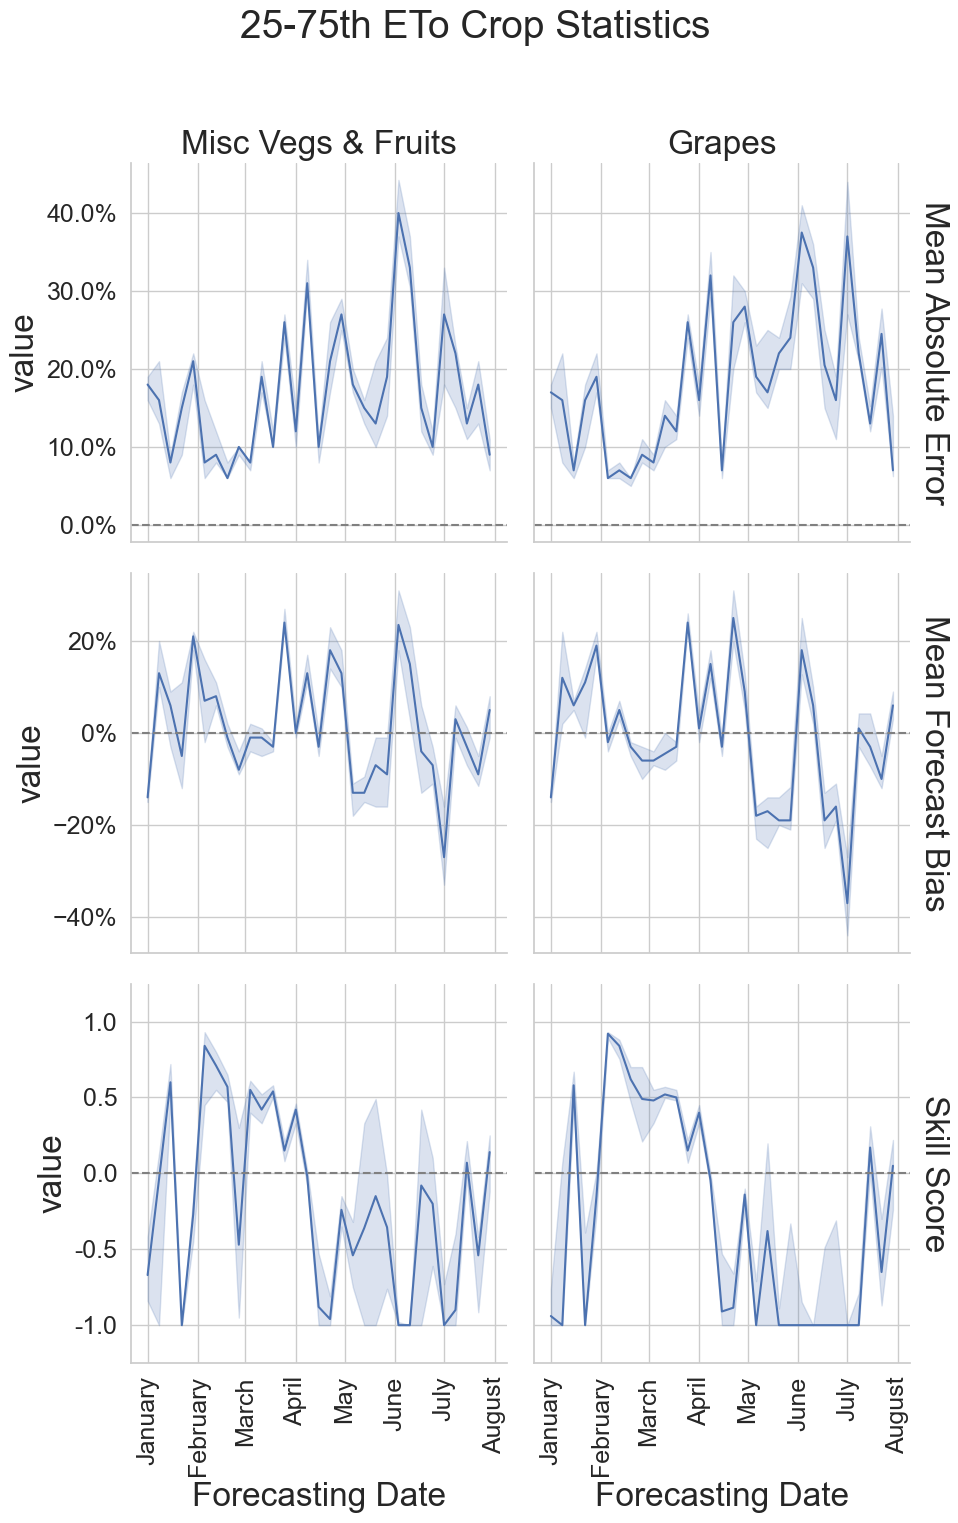 25-75th ETo Crop Statistics
Misc Vegs & Fruits
Grapes
40.0%
30.0%
20.0%
10.0%
0.0%
value
Mean Absolute Error
20%
0%
−20%
−40%
value
Mean Forecast Bias
1.0
0.5
0.0
-0.5
-1.0
value
Skill Score
January
February
March
April
May
June
July
August
January
February
March
April
May
June
July
August
Forecasting Date
Forecasting Date